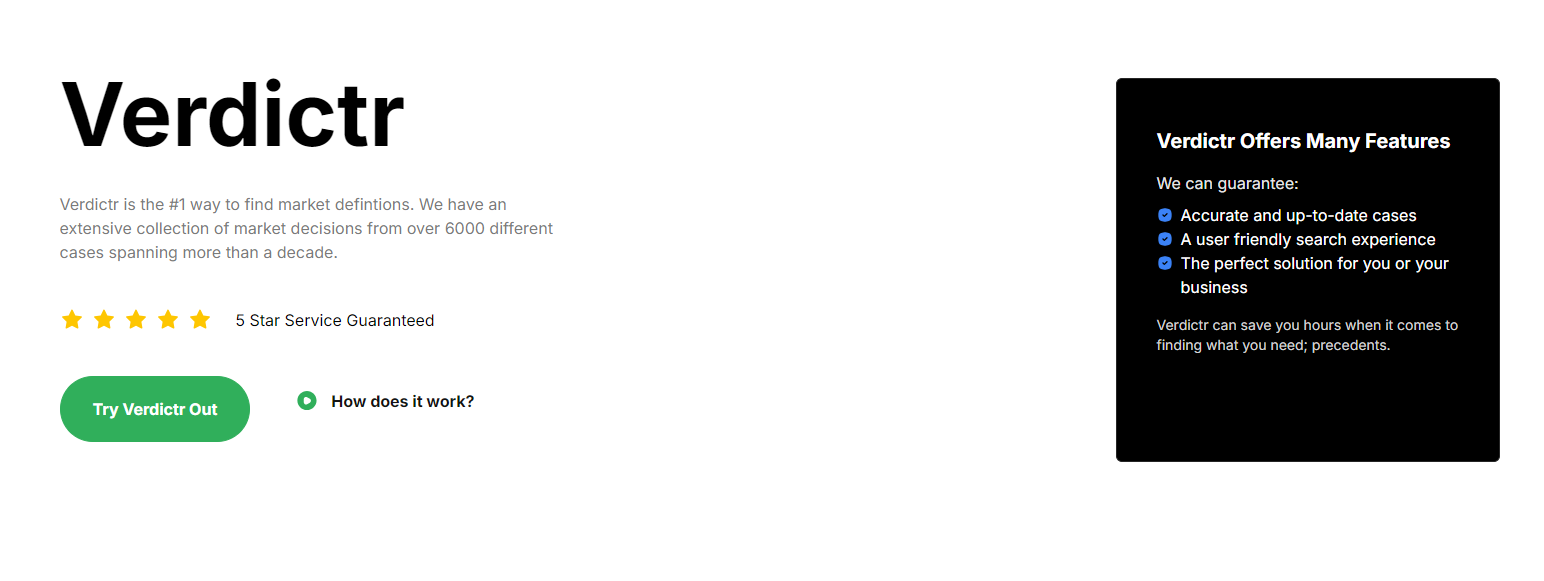 Verdictr
Verdictr is the #1 way to find market defintions. We have an
extensive collection of market decisions from over 6000 different
cases spanning more than a decade.
5 Star Service Guaranteed
Try Verdictr Out
How does it work?
Verdictr Offers Many Features
We can guarantee:
Accurate and up-to-date cases
A user friendly search experience
The perfect solution for you or your
business
Verdictr can save you hours when it comes to
finding what you need; precedents.